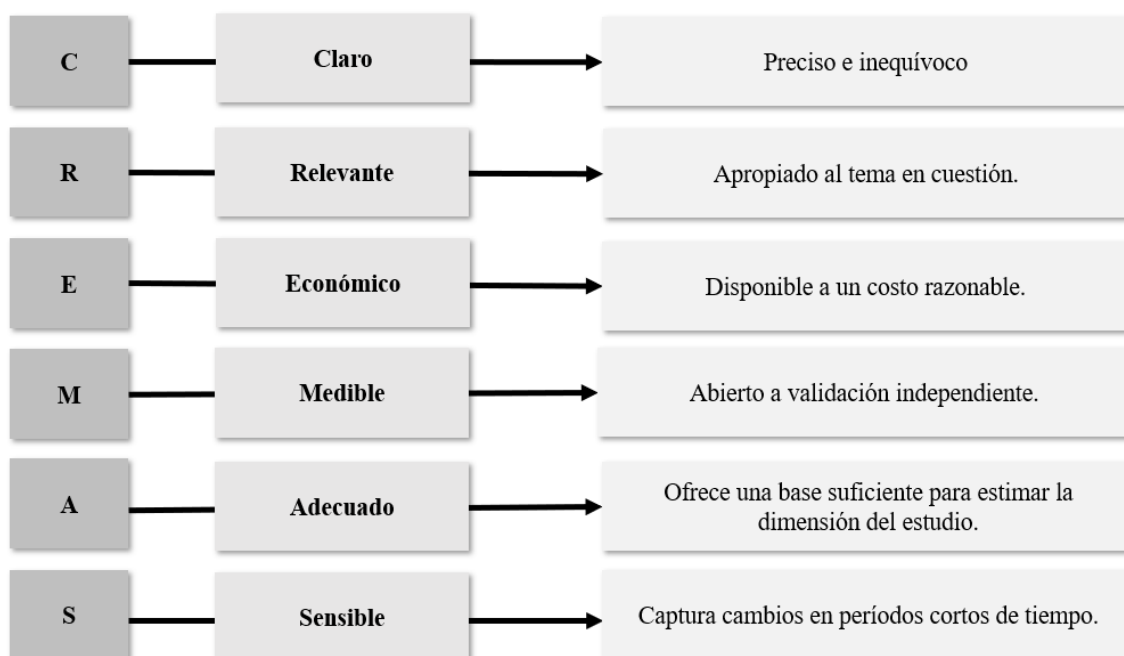 C
Claro
Preciso e inequívoco
R
Relevante
Apropiado al tema en cuestión.
E
Económico
Disponible a un costo razonable.
M
Medible
Abierto a validación independiente.
A
Adecuado
Ofrece una base suficiente para estimar la
dimensión del estudio.
S
Sensible
Captura cambios en períodos cortos de tiempo.